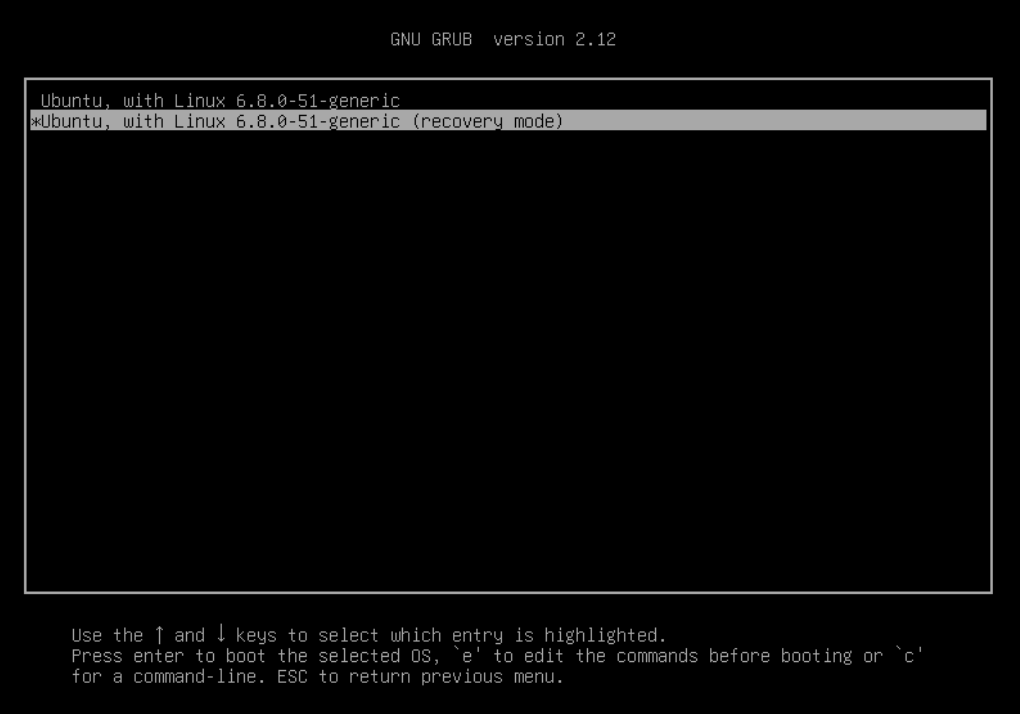 GNU GRUB  version 2.12
Ubuntu, with Linux 6.8.0-51-generic
*Ubuntu, with Linux 6.8.0-51-generic (recovery mode)
Use the ↑ and ↓ keys to select which entry is highlighted.
Press enter to boot the selected OS, `e' to edit the commands before booting or `c'
for a command-line. ESC to return previous menu.